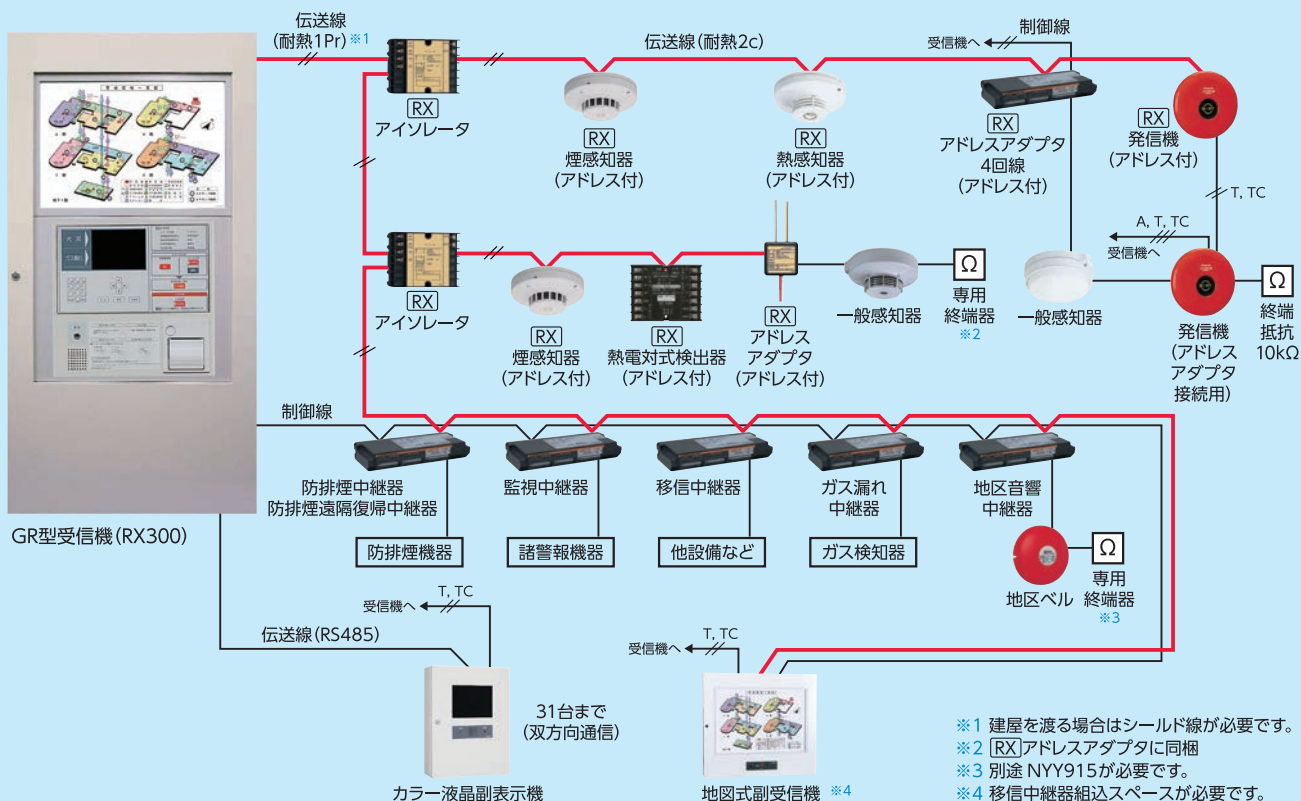 伝送線
(耐熱1Pr) ※1
伝送線(耐熱2c)
制御線
受信機へ
RX
アイソレータ
RX
煙感知器
(アドレス付)
RX
熱感知器
(アドレス付)
RX
アドレスアダプタ
4回線
(アドレス付)
RX
発信機
(アドレス付)
T, TC
A, T, TC
受信機へ
RX
アイソレータ
RX
煙感知器
(アドレス付)
RX
熱電対式検出器
(アドレス付)
RX
アドレス
アダプタ
(アドレス付)
一般感知器
Ω
専用
終端器
※2
一般感知器
発信機
(アドレス
アダプタ
接続用)
Ω
終端
抵抗
10kΩ
GR型受信機(RX300)
制御線
防排煙中継器
防排煙遠隔復帰中継器
防排煙機器
監視中継器
諸警報機器
移信中継器
他設備など
ガス漏れ
中継器
ガス検知器
地区音響
中継器
地区ベル
Ω
専用
終端器
※3
T, TC
受信機へ
伝送線(RS485)
31台まで
(双方向通信)
カラー液晶副表示機
T, TC
受信機へ
地図式副受信機 ※4
※1 建屋を渡る場合はシールド線が必要です。
※2 RXアドレスアダプタに同梱
※3 別途 NYY915が必要です。
※4 移信中継器組込スペースが必要です。